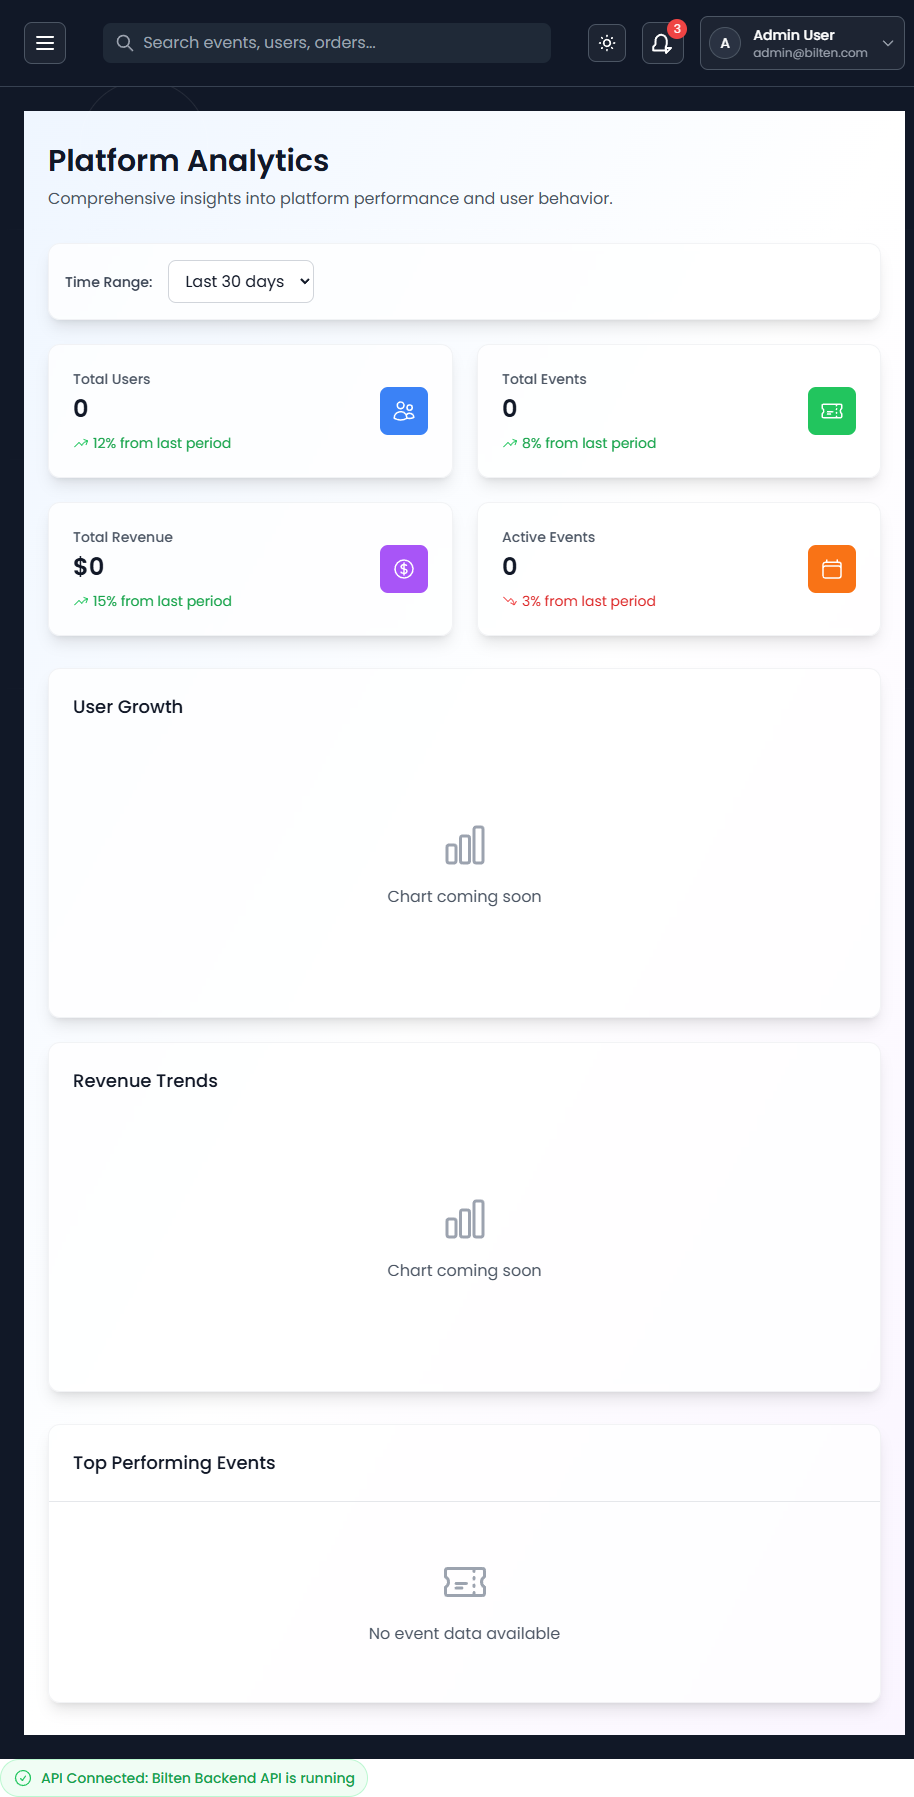 Search events, users, orders...
3
A
Admin User
admin@bilten.com
Platform Analytics
Comprehensive insights into platform performance and user behavior.
Time Range:
Last 30 days
Total Users
0
12% from last period
Total Events
0
8% from last period
Total Revenue
$0
15% from last period
Active Events
0
3% from last period
User Growth
Chart coming soon
Revenue Trends
Chart coming soon
Top Performing Events
No event data available
API Connected: Bilten Backend API is running